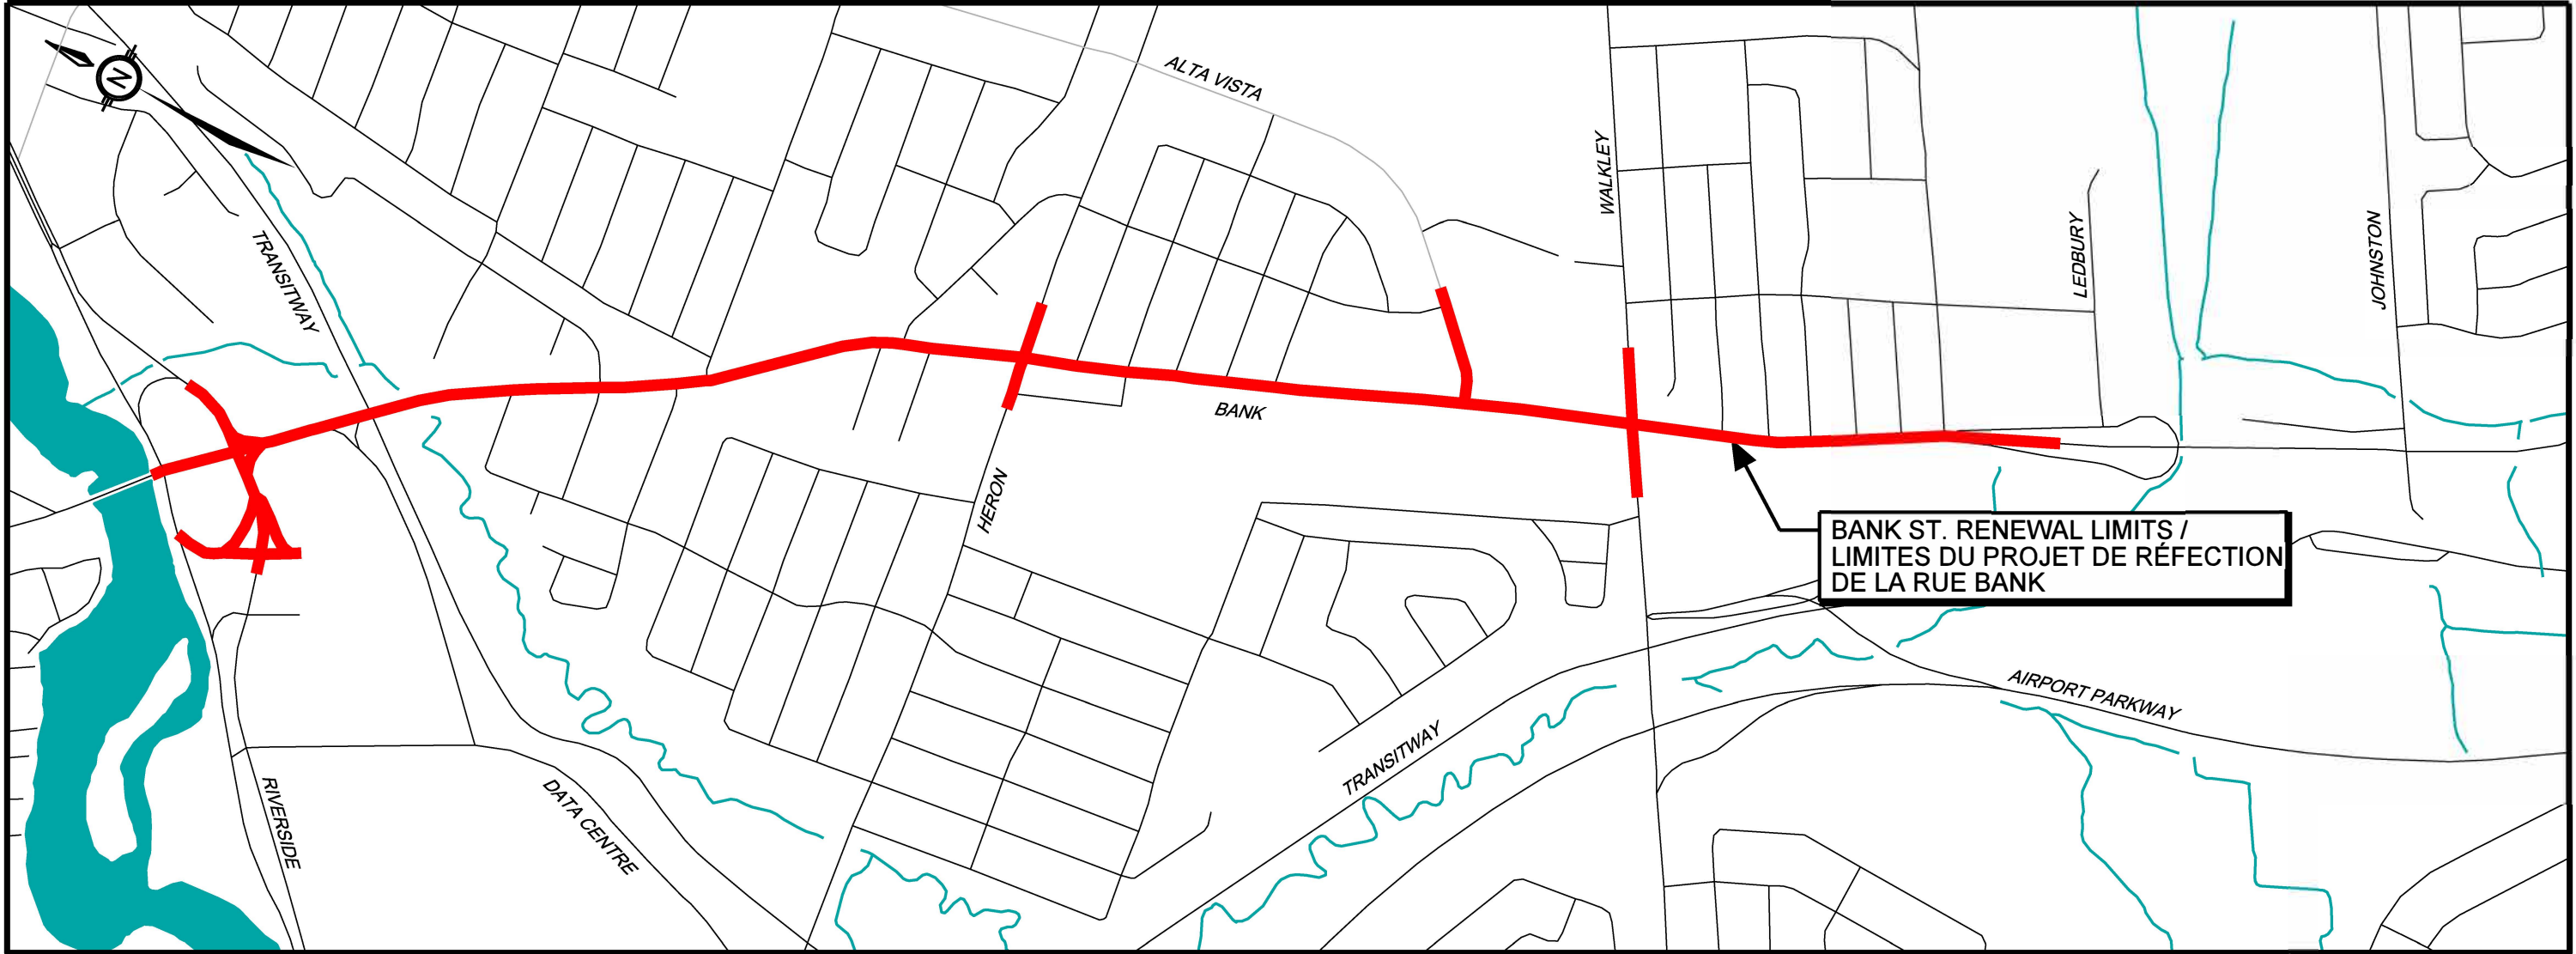 N
ALTA VISTA
WALKLEY
TRANSITWAY
LEDBURY
JOHNSTON
BANK
HERON
BANK ST. RENEWAL LIMITS /
LIMITES DU PROJET DE RÉFECTION
DE LA RUE BANK
AIRPORT PARKWAY
TRANSITWAY
RIVERSIDE
DATA CENTRE